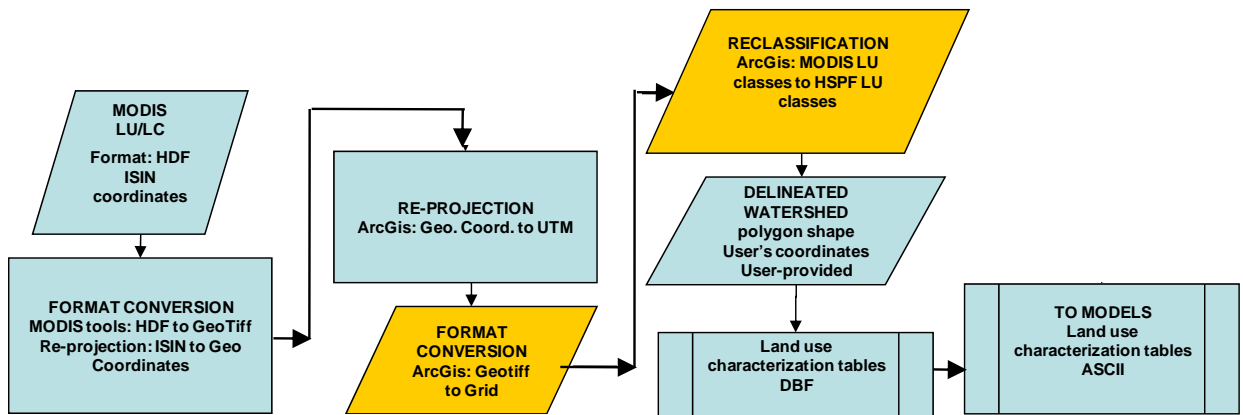 MODIS
LU/LC
Format: HDF
ISIN
coordinates
FORMAT CONVERSION
MODIS tools: HDF to GeoTiff
Re-projection: ISIN to Geo
Coordinates
RE-PROJECTION
ArcGis: Geo. Coord. to UTM
FORMAT
CONVERSION
ArcGis: Geotiff
to Grid
RECLASSIFICATION
ArcGis: MODIS LU
classes to HSPF LU
classes
DELINEATED
WATERSHED
polygon shape
User's coordinates
User-provided
Land use
characterization tables
DBF
TO MODELS
Land use
characterization tables
ASCII